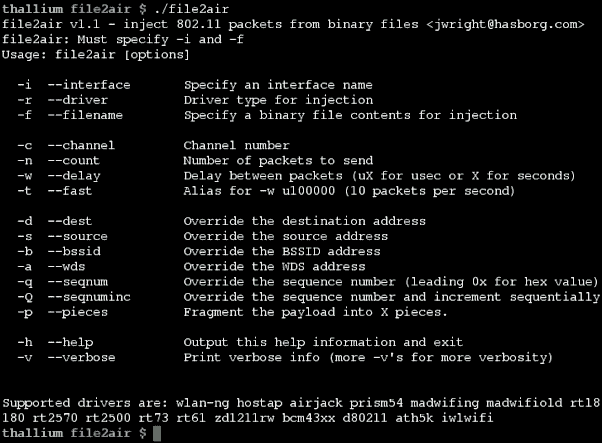 thallium file2air $ ./file2air
file2air v1.1 - inject 802.11 packets from binary files <jwright@hasborg.com>
file2air: Must specify -i and -f
Usage: file2air [options]
-i --interface Specify an interface name
-r --driver Driver type for injection
-f --filename Specify a binary file contents for injection
-c --channel Channel number
-n --count Number of packets to send
-w --delay Delay between packets (uX for usec or X for seconds)
-t --fast Alias for -w u100000 (10 packets per second)
-d --dest Override the destination address
-s --source Override the source address
-b --bssid Override the BSSID address
-a --wds Override the WDS address
-q --seqnum Override the sequence number (leading 0x for hex value)
-Q --seqnuminc Override the sequence number and increment sequentially
-p --pieces Fragment the payload into X pieces.
-h --help Output this help information and exit
-v --verbose Print verbose info (more -v's for more verbosity)
Supported drivers are: wlan-ng hostap airjack prism54 madwifing madwifiold rtl8
180 rt2570 rt2500 rt73 rt61 zd1211rw bcm43xx d80211 ath5k iwlwifi
thallium file2air $